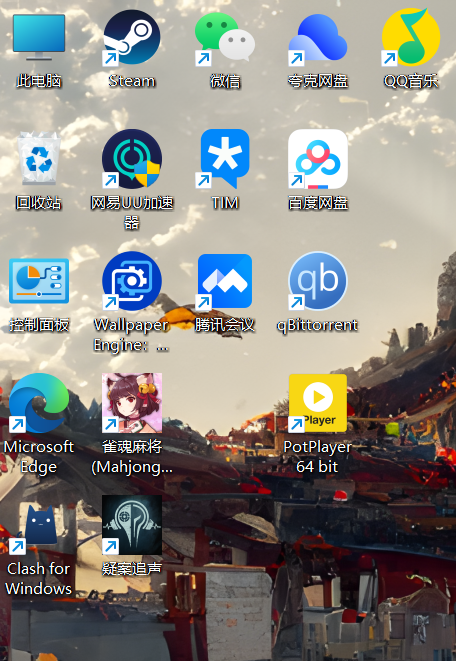 此电脑
Steam
微信
夸克网盘
QQ音乐
回收站
网易UU加速
器
TIM
百度网盘
控制面板
Wallpaper
Engine：...
腾讯会议
qb
qBittorrent
Microsoft
Edge
雀魂麻将
(Mahjong...
Player
PotPlayer
64 bit
Clash for
Windows
疑案追声